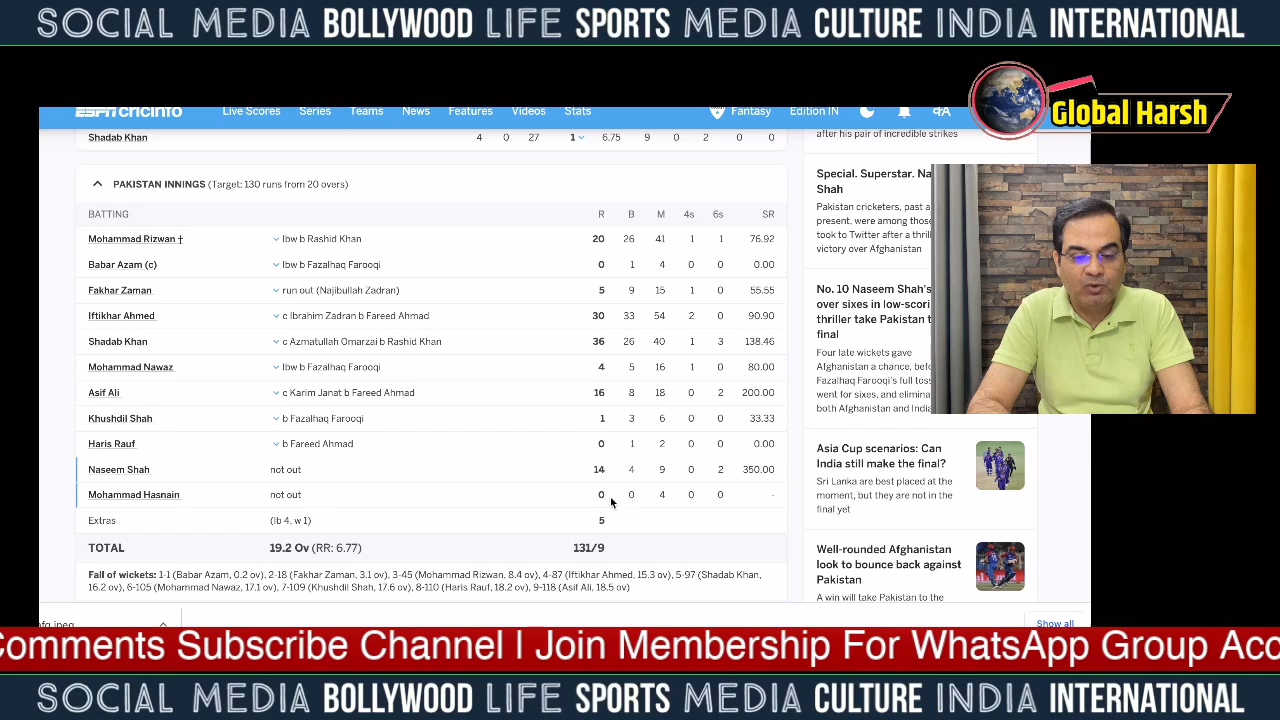 SOCIAL MEDIA BOLLYWOOD LIFE SPORTS MEDIA CULTURE INDIA INTERNATIONAL
Global Harsh
ESPN cricinfo Live Scores Series Teams News Features Videos Stats Fantasy Edition IN
Shadab Khan 4 0 27 1 6.75 9 0 2 0 0
PAKISTAN INNINGS (Target: 130 runs from 20 overs)
BATTING R B M 4s 6s SR
Mohammad Rizwan † lbw b Rashid Khan 20 26 41 1 1 76.92
Babar Azam (c) lbw b Fazalhaq Farooqi 0 1 4 0 0 0.00
Fakhar Zaman run out (Najibullah Zadran) 5 9 15 1 0 55.55
Iftikhar Ahmed c Ibrahim Zadran b Fareed Ahmad 30 33 54 2 0 90.90
Shadab Khan c Azmatullah Omarzai b Rashid Khan 36 26 40 1 3 138.46
Mohammad Nawaz lbw b Fazalhaq Farooqi 4 5 16 1 0 80.00
Asif Ali c Karim Janat b Fareed Ahmad 16 8 18 0 2 200.00
Khushdil Shah b Fazalhaq Farooqi 1 3 6 0 0 33.33
Haris Rauf b Fareed Ahmad 0 1 2 0 0 0.00
Naseem Shah not out 14 4 9 0 2 350.00
Mohammad Hasnain not out 0 0 4 0 0 -
Extras (lb 4, w 1) 5
TOTAL 19.2 Ov (RR: 6.77) 131/9
Fall of wickets: 1-1 (Babar Azam, 0.2 ov), 2-18 (Fakhar Zaman, 3.1 ov), 3-45 (Mohammad Rizwan, 8.4 ov), 4-87 (Iftikhar Ahmed, 15.3 ov), 5-97 (Shadab Khan,
16.2 ov), 6-105 (Mohammad Nawaz, 17.1 ov), 7-109 (Khushdil Shah, 17.6 ov), 8-110 (Haris Rauf, 18.2 ov), 9-118 (Asif Ali, 18.5 ov)
after his pair of incredible strikes
Special. Superstar. Na
Shah
Pakistan cricketers, past a
present, were among those
took to Twitter after a thrill
victory over Afghanistan
No. 10 Naseem Shah's
over sixes in low-scori
thriller take Pakistan t
final
Four late wickets gave
Afghanistan a chance, befo
Fazalhaq Farooqi's full toss
went for sixes, and elimina
both Afghanistan and India
Asia Cup scenarios: Can
India still make the final?
Sri Lanka are best placed at the
moment, but they are not in the
final yet
Well-rounded Afghanistan
look to bounce back against
Pakistan
A win will take Pakistan to the
afg.jpeg
Show all
Comments Subscribe Channel I Join Membership For WhatsApp Group Acc
SOCIAL MEDIA BOLLYWOOD LIFE SPORTS MEDIA CULTURE INDIA INTERNATIONAL